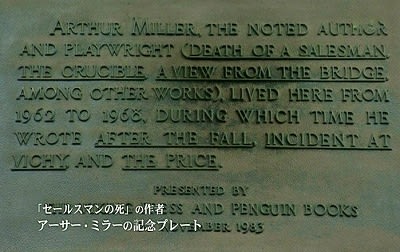 ARTHUR MILLER, THE NOTED AUTHOR
AND PLAYWRIGHT (DEATH OF A SALESMAN,
THE CRUCIBLE, A VIEW FROM THE BRIDGE,
AMONG OTHER WORKS), LIVED HERE FROM
1962 TO 1968, DURING WHICH TIME HE
WROTE AFTER THE FALL, INCIDENT AT
VICHY, AND THE PRICE.
PRESENTED BY
AND PENGUIN BOOKS
1983
「セールスマンの死」の作者
アーサー・ミラーの記念プレート